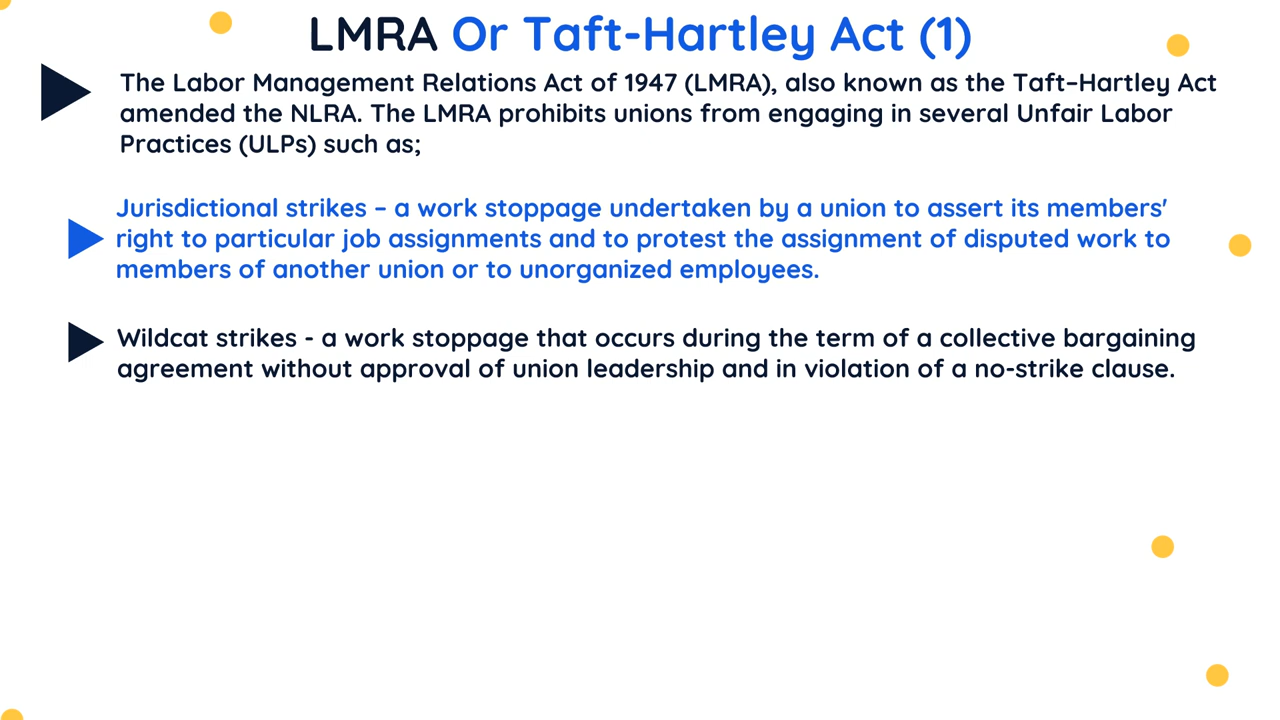 LMRA Or Taft-Hartley Act (1)
The Labor Management Relations Act of 1947 (LMRA), also known as the Taft–Hartley Act
amended the NLRA. The LMRA prohibits unions from engaging in several Unfair Labor
Practices (ULPs) such as;
Jurisdictional strikes – a work stoppage undertaken by a union to assert its members'
right to particular job assignments and to protest the assignment of disputed work to
members of another union or to unorganized employees.
Wildcat strikes - a work stoppage that occurs during the term of a collective bargaining
agreement without approval of union leadership and in violation of a no-strike clause.